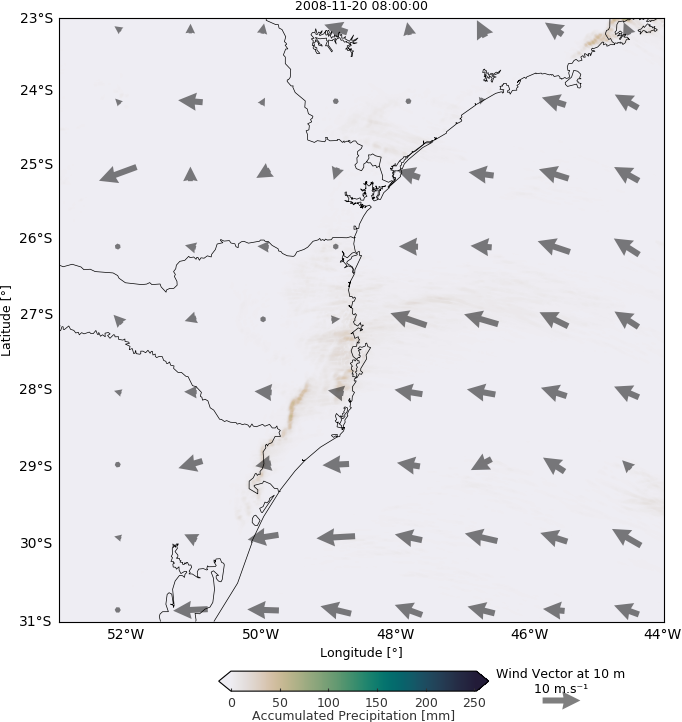 2008-11-20 08:00:00
23°S
24°S
25°S
26°S
27°S
28°S
29°S
30°S
31°S
Latitude [°]
52°W 50°W 48°W 46°W 44°W
Longitude [°]
0 50 100 150 200 250
Accumulated Precipitation [mm]
Wind Vector at 10 m
10 m.s⁻¹